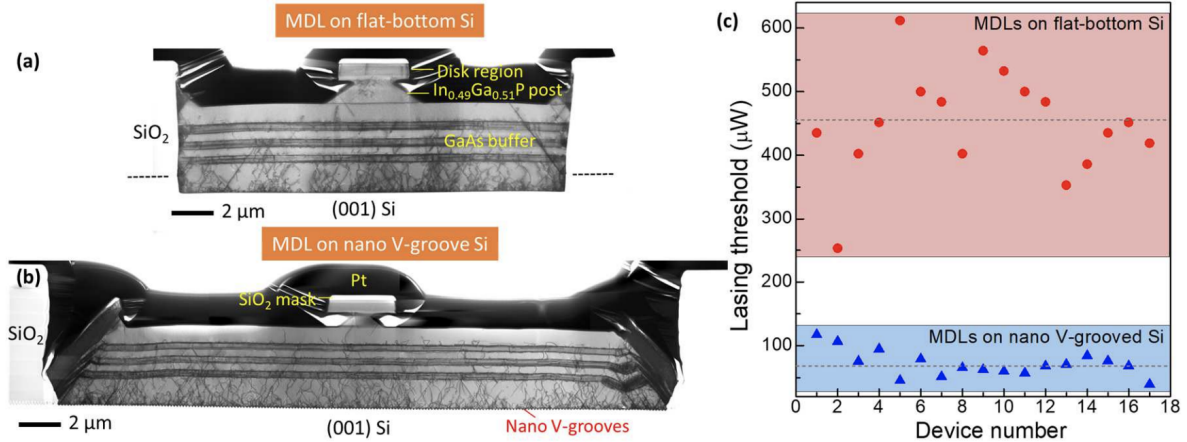 MDL on flat-bottom Si
(a)
Disk region
In0.49Ga0.51P post
SiO2
GaAs buffer
2 μm
(001) Si
MDL on nano V-groove Si
(b)
Pt
SiO2 mask
SiO2
2 μm
(001) Si
Nano V-grooves
(c)
Lasing threshold (μW)
600
500
400
300
200
100
MDLs on flat-bottom Si
MDLs on nano V-grooved Si
0 2 4 6 8 10 12 14 16 18
Device number